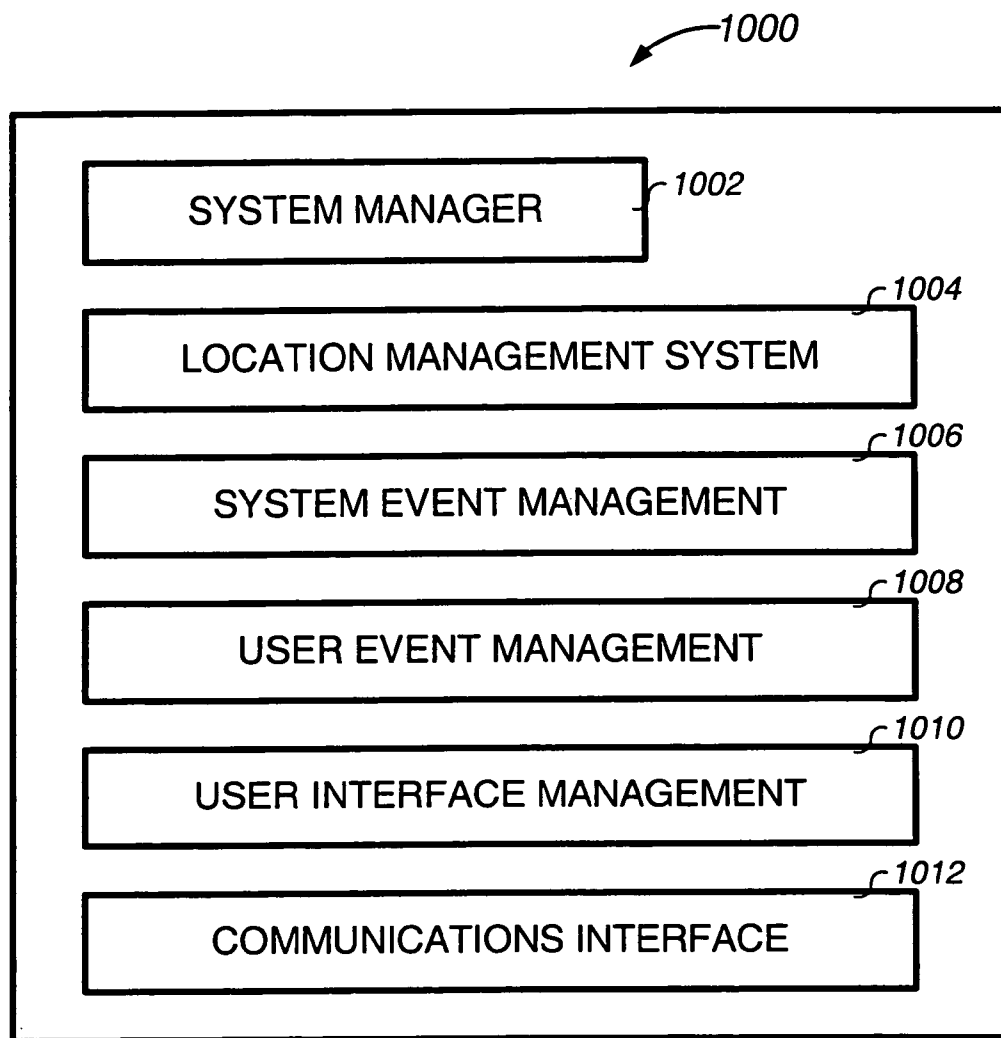 1000
SYSTEM MANAGER
1002
1004
LOCATION MANAGEMENT SYSTEM
1006
SYSTEM EVENT MANAGEMENT
1008
USER EVENT MANAGEMENT
1010
USER INTERFACE MANAGEMENT
1012
COMMUNICATIONS INTERFACE